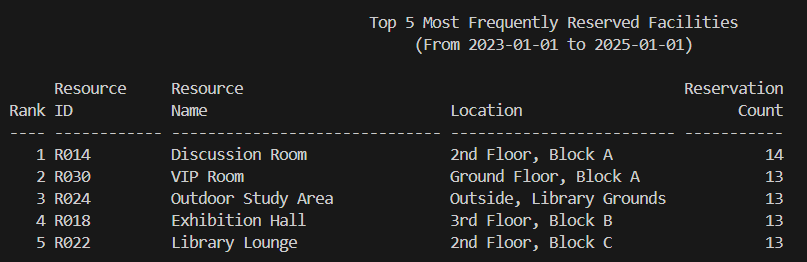 Top 5 Most Frequently Reserved Facilities
(From 2023-01-01 to 2025-01-01)
     Resource     Resource                                         Reservation
Rank ID           Name                           Location                Count
---- ------------ ------------------------------ ------------------------- -----------
   1 R014         Discussion Room                2nd Floor, Block A         14
   2 R030         VIP Room                       Ground Floor, Block A      13
   3 R024         Outdoor Study Area             Outside, Library Grounds   13
   4 R018         Exhibition Hall                3rd Floor, Block B         13
   5 R022         Library Lounge                 2nd Floor, Block C         13